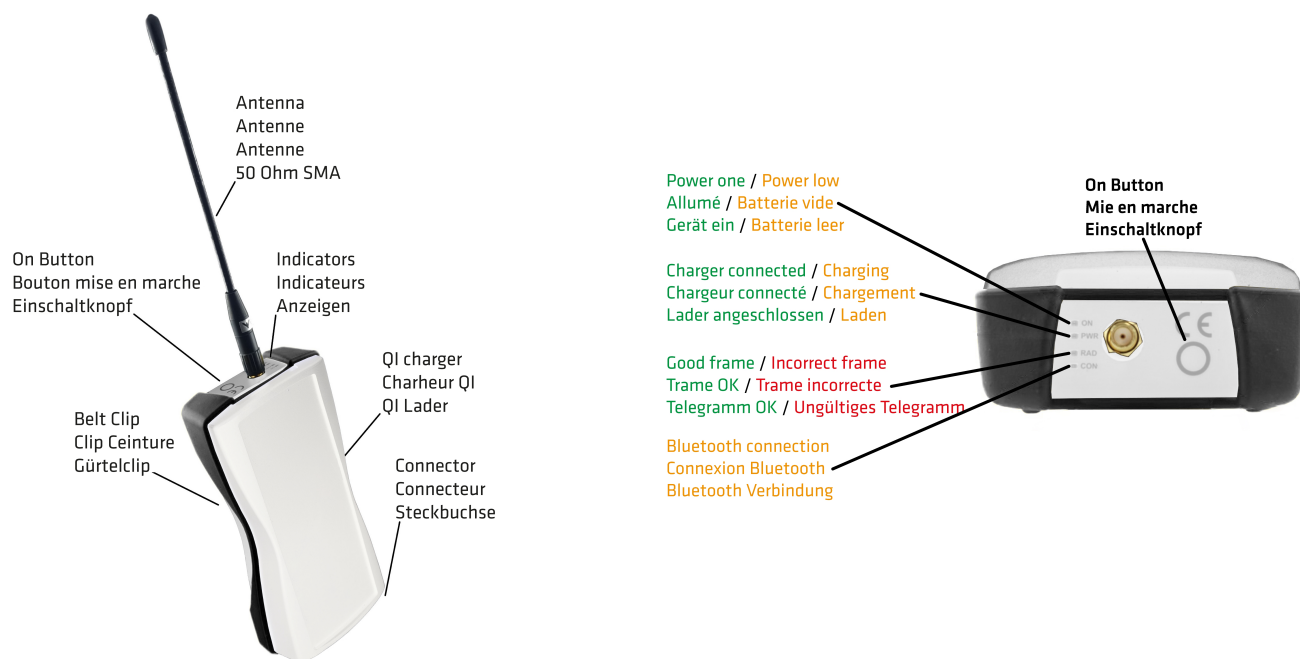 Antenna
Antenne
Antenne
50 Ohm SMA
On Button
Bouton mise en marche
Einschaltknopf
Indicators
Indicateurs
Anzeigen
QI charger
Charheur QI
QI Lader
Belt Clip
Clip Ceinture
Gürtelclip
Connector
Connecteur
Steckbuchse
Power one / Power low
Allumé / Batterie vide
Gerät ein / Batterie leer
Charger connected / Charging
Chargeur connecté / Chargement
Lader angeschlossen / Laden
Good frame / Incorrect frame
Trame OK / Trame incorrecte
Telegramm OK / Ungültiges Telegramm
Bluetooth connection
Connexion Bluetooth
Bluetooth Verbindung
On Button
Mie en marche
Einschaltknopf
ON
PWR
RAD
CON
CE